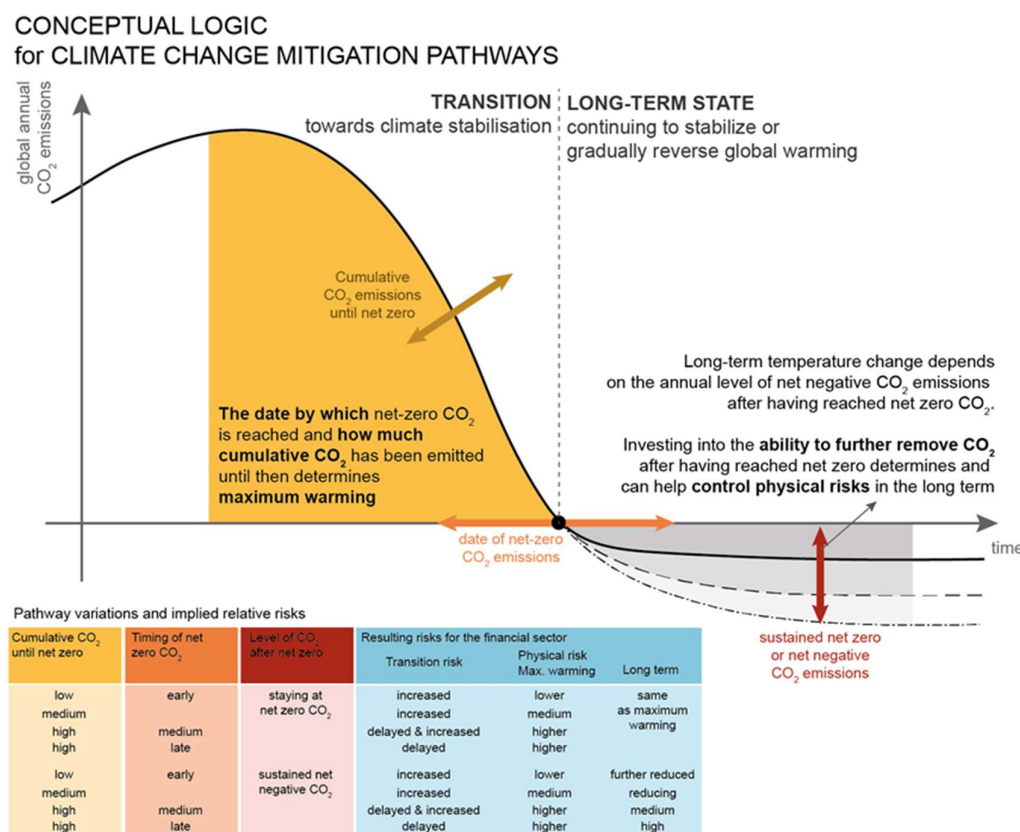 CONCEPTUAL LOGIC
for CLIMATE CHANGE MITIGATION PATHWAYS
global annual
CO₂ emissions
TRANSITION
towards climate stabilisation
LONG-TERM STATE
continuing to stabilize or
gradually reverse global warming
Cumulative
CO₂ emissions
until net zero
The date by which net-zero CO₂
is reached and how much
cumulative CO₂ has been emitted
until then determines
maximum warming
Long-term temperature change depends
on the annual level of net negative CO₂ emissions
after having reached net zero CO₂.
Investing into the ability to further remove CO₂
after having reached net zero determines and
can help control physical risks in the long term
date of net-zero
CO₂ emissions
time
sustained net zero
or net negative
CO₂ emissions
Pathway variations and implied relative risks
Cumulative CO₂
until net zero
Timing of net
zero CO₂
Level of CO₂
after net zero
Resulting risks for the financial sector
Transition risk
Physical risk
Max. warming
Long term
low early staying at increased lower same
medium net zero CO₂ increased medium as maximum
high medium delayed & increased higher warming
high late delayed higher
low early sustained net increased lower further reduced
medium negative CO₂ increased medium reducing
high medium delayed & increased higher medium
high late delayed higher high